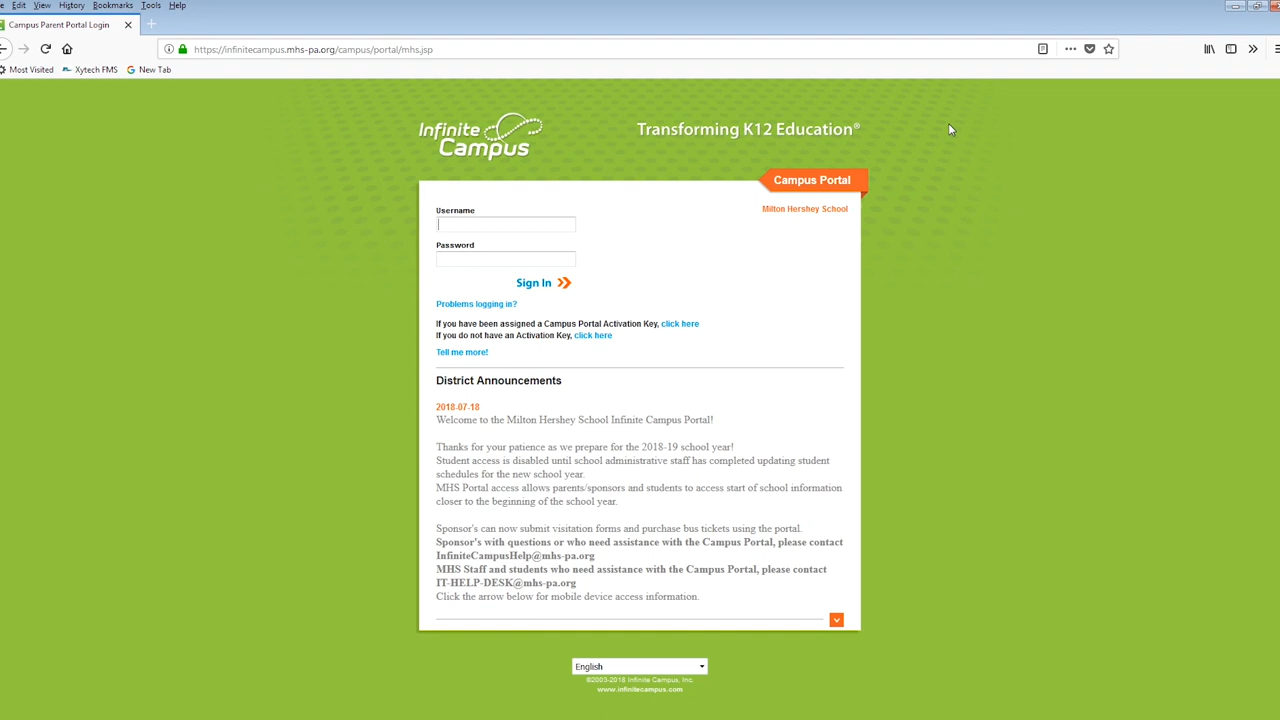 Edit View History Bookmarks Tools Help
Campus Parent Portal Login
https://infinitecampus.mhs-pa.org/campus/portal/mhs.jsp
Most Visited Xytech FMS New Tab
Infinite Campus
Transforming K12 Education®
Campus Portal
Username
Milton Hershey School
Password
Sign In
Problems logging in?
If you have been assigned a Campus Portal Activation Key, click here
If you do not have an Activation Key, click here
Tell me more!
District Announcements
2018-07-18
Welcome to the Milton Hershey School Infinite Campus Portal!
Thanks for your patience as we prepare for the 2018-19 school year!
Student access is disabled until school administrative staff has completed updating student
schedules for the new school year.
MHS Portal access allows parents/sponsors and students to access start of school information
closer to the beginning of the school year.
Sponsor's can now submit visitation forms and purchase bus tickets using the portal.
Sponsor's with questions or who need assistance with the Campus Portal, please contact
InfiniteCampusHelp@mhs-pa.org
MHS Staff and students who need assistance with the Campus Portal, please contact
IT-HELP-DESK@mhs-pa.org
Click the arrow below for mobile device access information.
English
©2003-2018 Infinite Campus, Inc.
www.infinitecampus.com